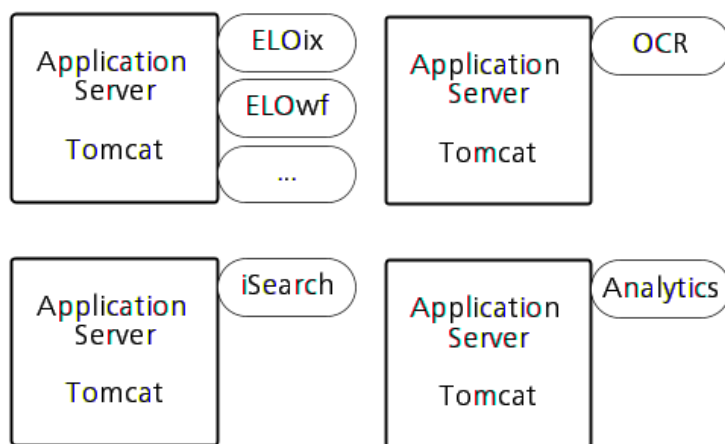 Application
Server
Tomcat
ELOix
ELOwf
...
Application
Server
Tomcat
OCR
Application
Server
Tomcat
iSearch
Application
Server
Tomcat
Analytics